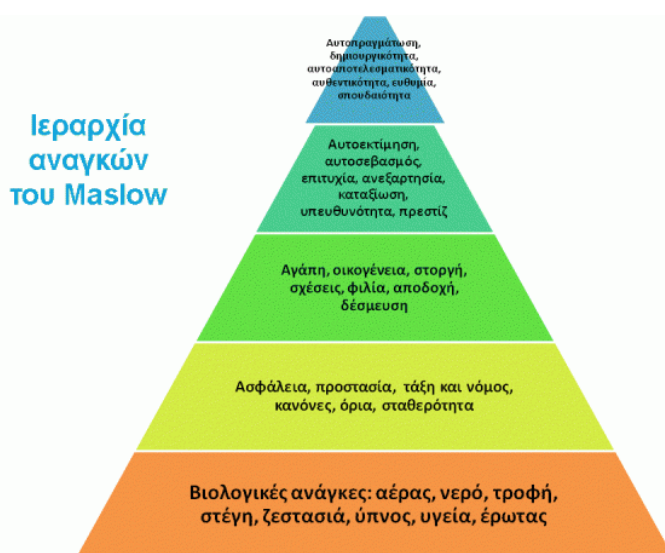 Ιεραρχία
αναγκών
του Maslow
Αυτοπραγμάτωση,
δημιουργικότητα,
αυτοαποτελεσματικότητα,
αυθεντικότητα, ευθυμία,
σπουδαιότητα
Αυτοεκτίμηση,
αυτοσεβασμός,
επιτυχία, ανεξαρτησία,
καταξίωση,
υπευθυνότητα, πρεστίζ
Αγάπη, οικογένεια, στοργή,
σχέσεις, φιλία, αποδοχή,
δέσμευση
Ασφάλεια, προστασία, τάξη και νόμος,
κανόνες, όρια, σταθερότητα
Βιολογικές ανάγκες: αέρας, νερό, τροφή,
στέγη, ζεστασιά, ύπνος, υγεία, έρωτας